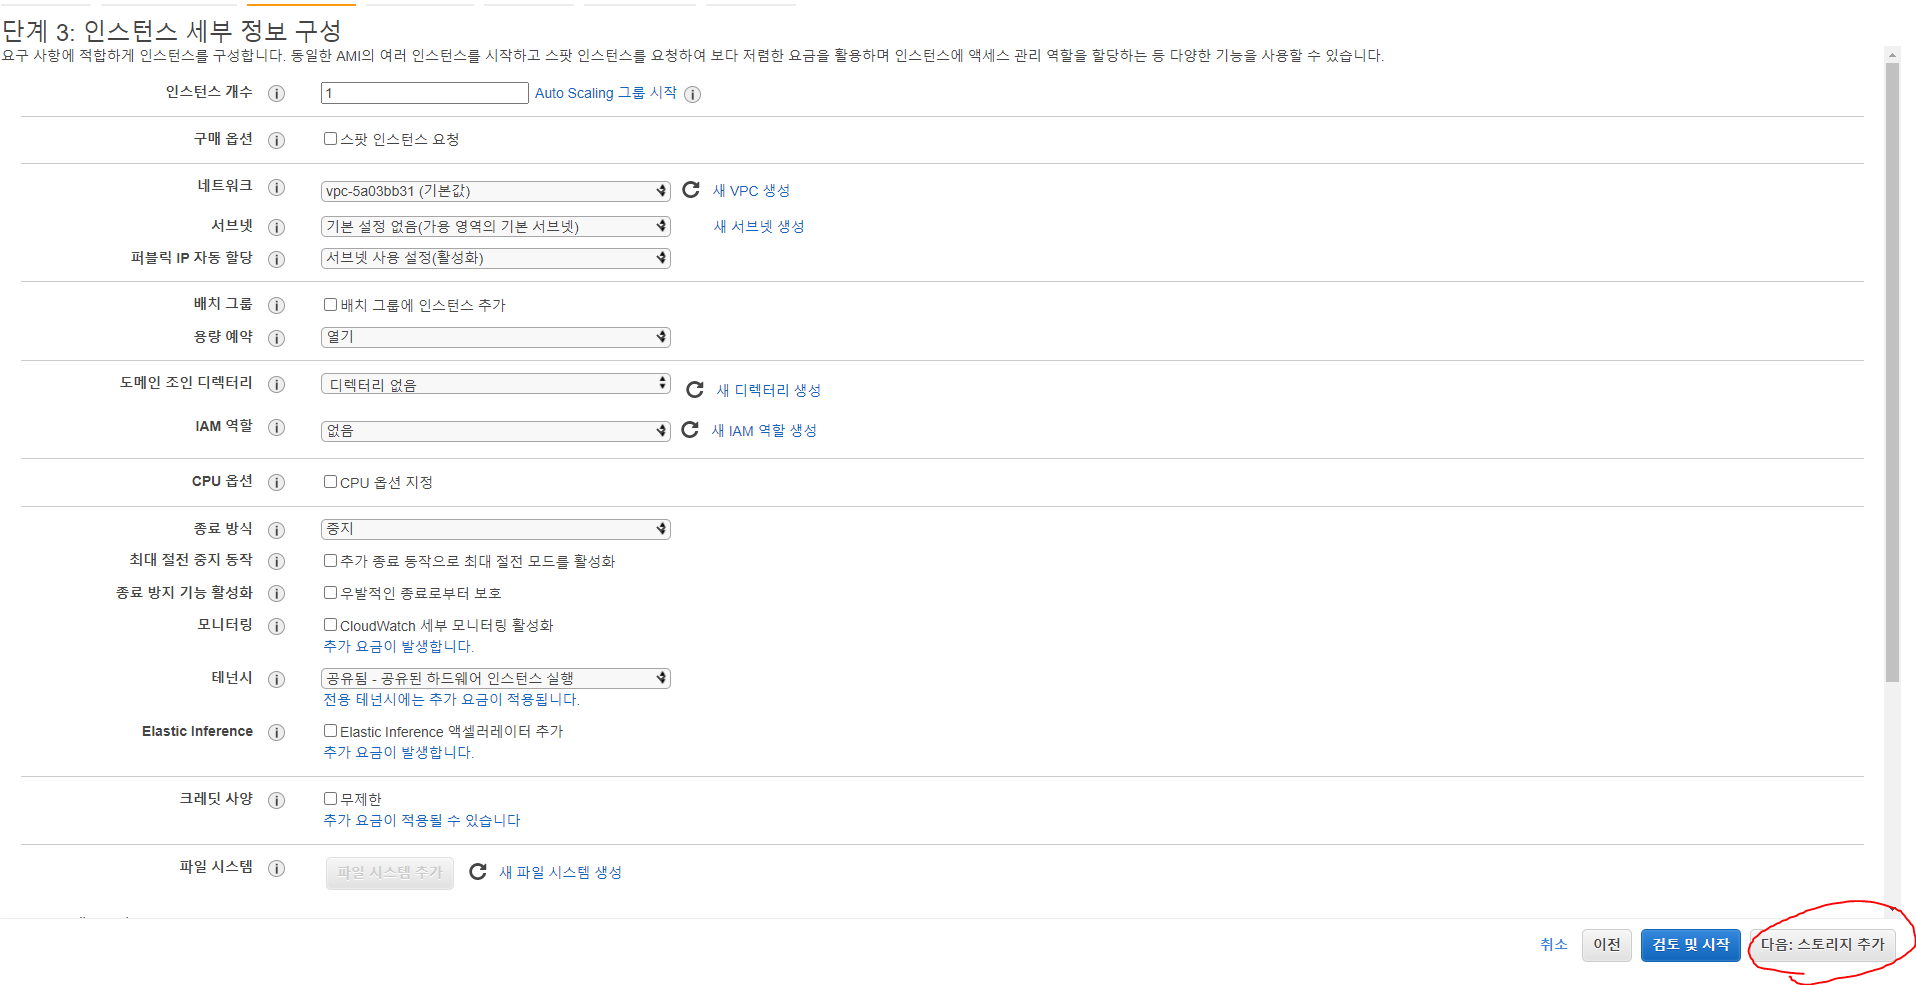 단계 3: 인스턴스 세부 정보 구성
요구 사항에 적합하게 인스턴스를 구성합니다. 동일한 AMI의 여러 인스턴스를 시작하고 스팟 인스턴스를 요청하여 보다 저렴한 요금을 활용하며 인스턴스에 액세스 관리 역할을 할당하는 등 다양한 기능을 사용할 수 있습니다.
인스턴스 개수 i 1 Auto Scaling 그룹 시작 i
구매 옵션 i 스팟 인스턴스 요청
네트워크 i vpc-5a03bb31 (기본값) 새 VPC 생성
서브넷 i 기본 설정 없음(가용 영역의 기본 서브넷) 새 서브넷 생성
퍼블릭 IP 자동 할당 i 서브넷 사용 설정(활성화)
배치 그룹 i 배치 그룹에 인스턴스 추가
용량 예약 i 열기
도메인 조인 디렉터리 i 디렉터리 없음 새 디렉터리 생성
IAM 역할 i 없음 새 IAM 역할 생성
CPU 옵션 i CPU 옵션 지정
종료 방식 i 중지
최대 절전 중지 동작 i 추가 종료 동작으로 최대 절전 모드를 활성화
종료 방지 기능 활성화 i 우발적인 종료로부터 보호
모니터링 i CloudWatch 세부 모니터링 활성화
추가 요금이 발생합니다.
테넌시 i 공유됨 - 공유된 하드웨어 인스턴스 실행
전용 테넌시에는 추가 요금이 적용됩니다.
Elastic Inference i Elastic Inference 액셀러레이터 추가
추가 요금이 발생합니다.
크레딧 사양 i 무제한
추가 요금이 적용될 수 있습니다
파일 시스템 i 파일 시스템 추가 새 파일 시스템 생성
취소 이전 검토 및 시작 다음: 스토리지 추가